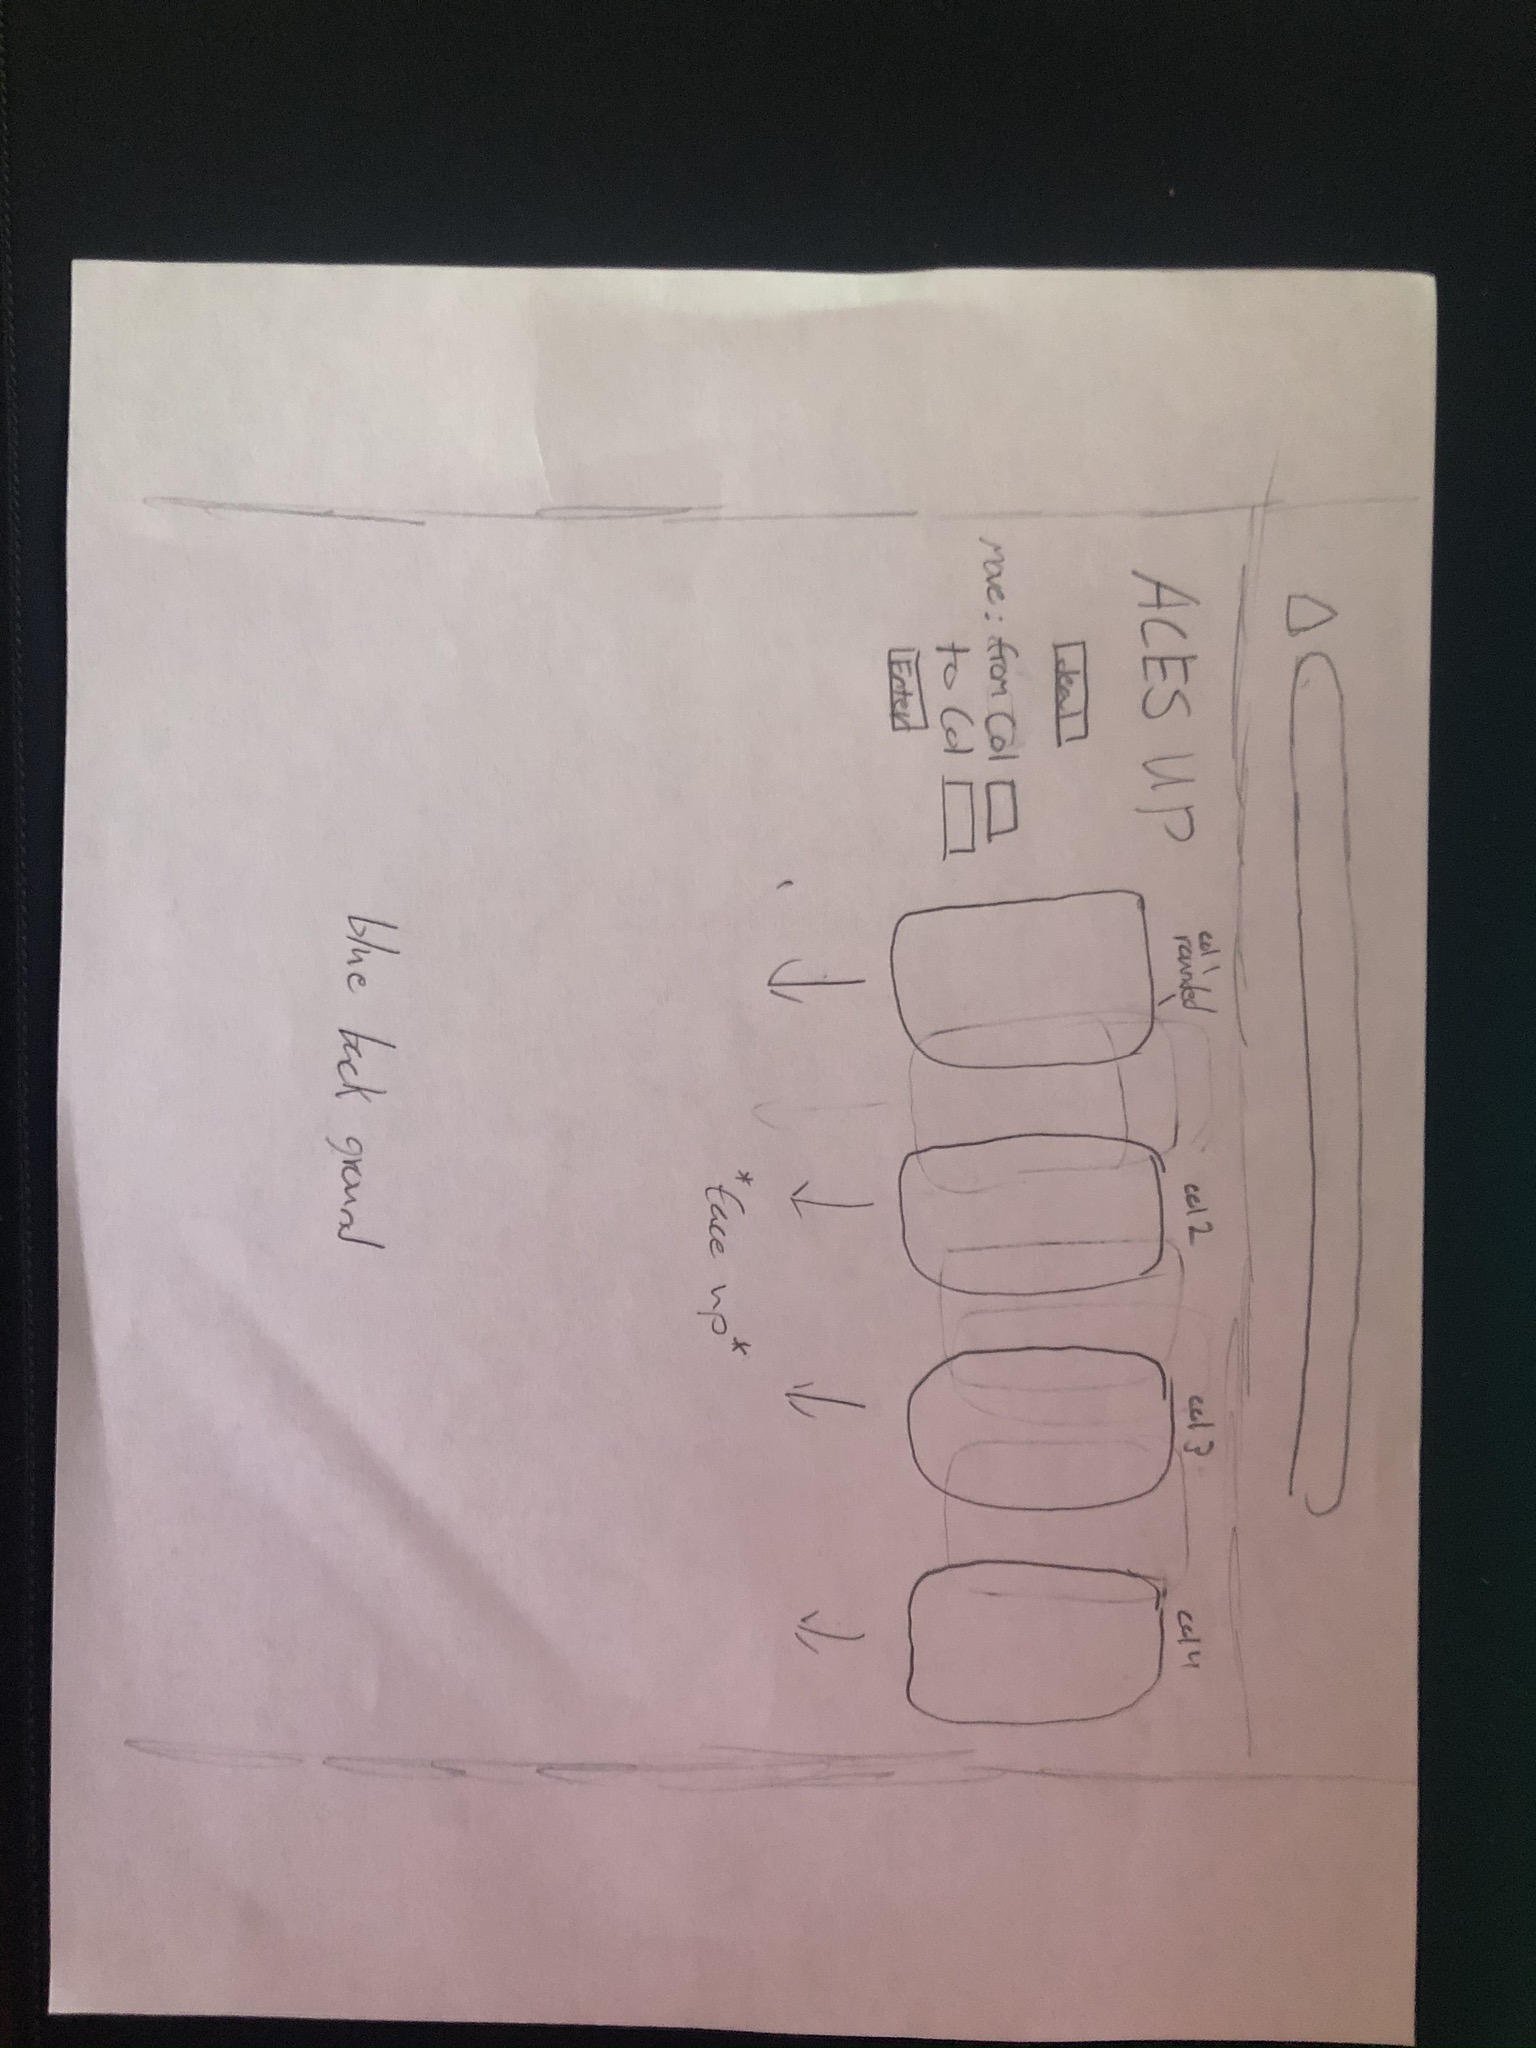 ACES UP
deal
move: from Col
to Col
Enter
col 1
rounded
col 2
col 3
col 4
*face up*
blue back ground